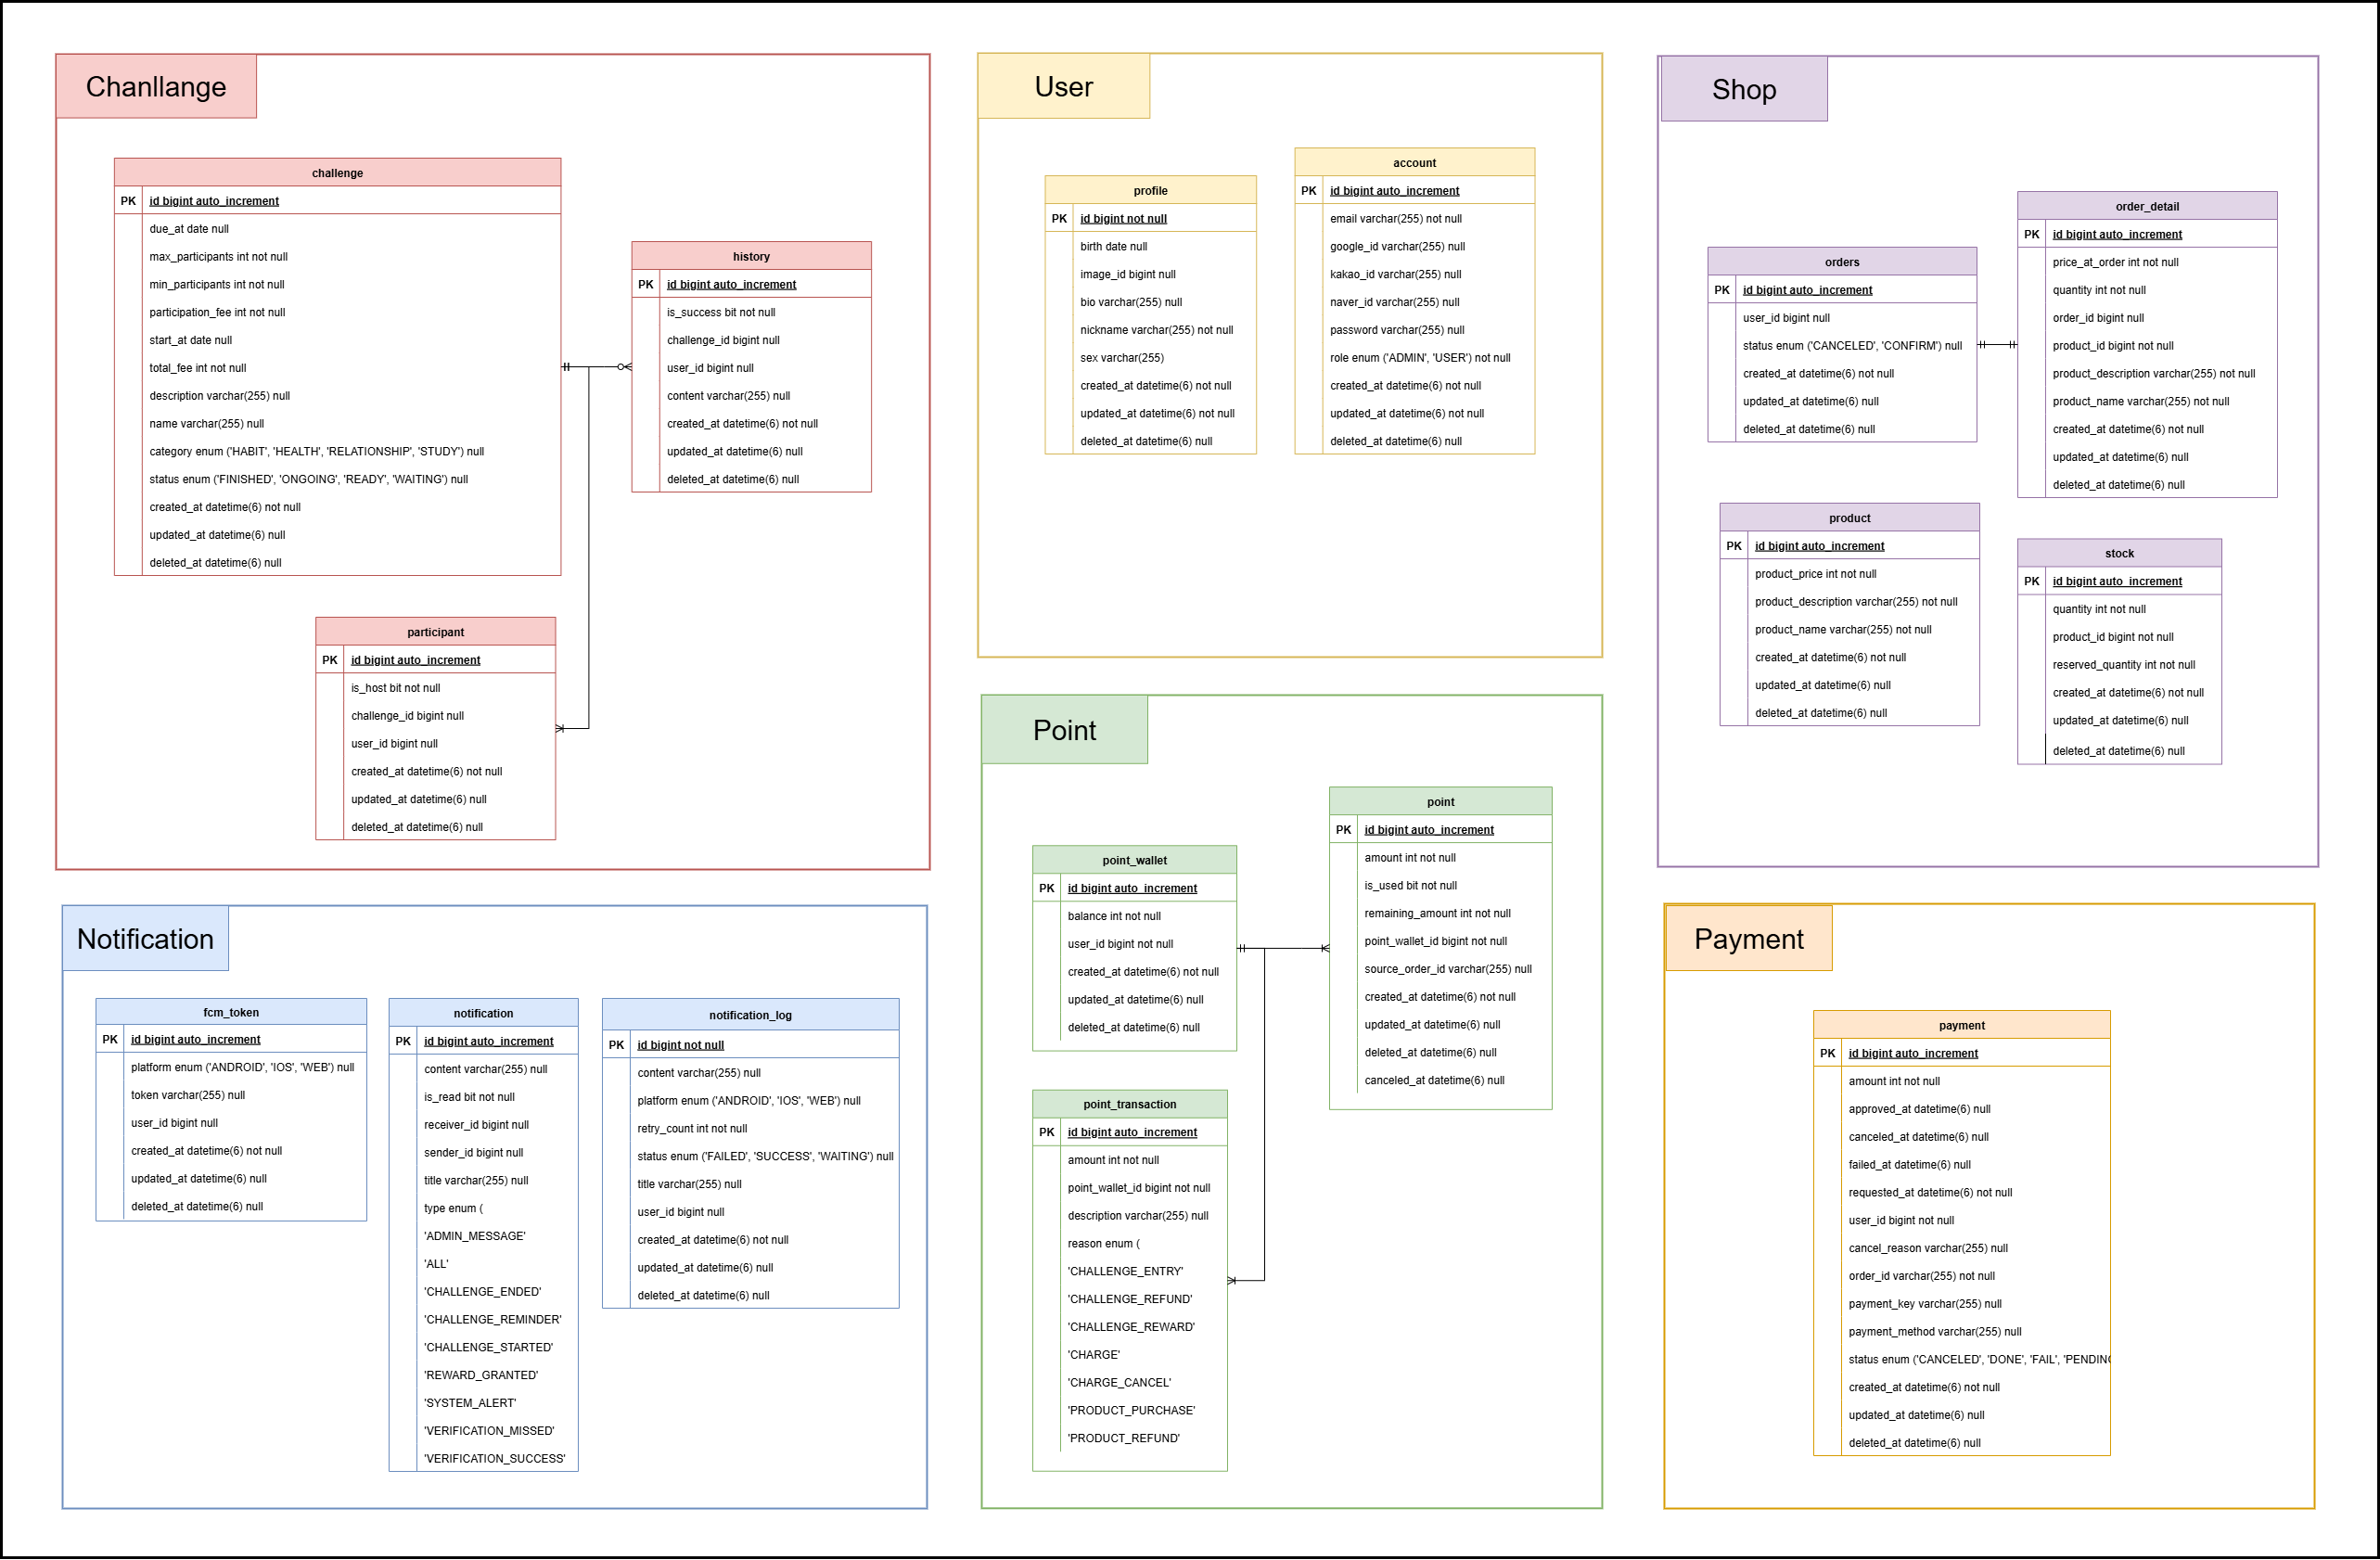 Chanllange
challenge
PK id bigint auto_increment
due_at date null
max_participants int not null
min_participants int not null
participation_fee int not null
start_at date null
total_fee int not null
description varchar(255) null
name varchar(255) null
category enum ('HABIT', 'HEALTH', 'RELATIONSHIP', 'STUDY') null
status enum ('FINISHED', 'ONGOING', 'READY', 'WAITING') null
created_at datetime(6) not null
updated_at datetime(6) null
deleted_at datetime(6) null
history
PK id bigint auto_increment
is_success bit not null
challenge_id bigint null
user_id bigint null
content varchar(255) null
created_at datetime(6) not null
updated_at datetime(6) null
deleted_at datetime(6) null
participant
PK id bigint auto_increment
is_host bit not null
challenge_id bigint null
user_id bigint null
created_at datetime(6) not null
updated_at datetime(6) null
deleted_at datetime(6) null
User
profile
PK id bigint not null
birth date null
image_id bigint null
bio varchar(255) null
nickname varchar(255) not null
sex varchar(255)
created_at datetime(6) not null
updated_at datetime(6) not null
deleted_at datetime(6) null
account
PK id bigint auto_increment
email varchar(255) not null
google_id varchar(255) null
kakao_id varchar(255) null
naver_id varchar(255) null
password varchar(255) null
role enum ('ADMIN', 'USER') not null
created_at datetime(6) not null
updated_at datetime(6) not null
deleted_at datetime(6) null
Shop
orders
PK id bigint auto_increment
user_id bigint null
status enum ('CANCELED', 'CONFIRM') null
created_at datetime(6) not null
updated_at datetime(6) null
deleted_at datetime(6) null
order_detail
PK id bigint auto_increment
price_at_order int not null
quantity int not null
order_id bigint null
product_id bigint not null
product_description varchar(255) not null
product_name varchar(255) not null
created_at datetime(6) not null
updated_at datetime(6) null
deleted_at datetime(6) null
product
PK id bigint auto_increment
product_price int not null
product_description varchar(255) not null
product_name varchar(255) not null
created_at datetime(6) not null
updated_at datetime(6) null
deleted_at datetime(6) null
stock
PK id bigint auto_increment
quantity int not null
product_id bigint not null
reserved_quantity int not null
created_at datetime(6) not null
updated_at datetime(6) null
deleted_at datetime(6) null
Notification
fcm_token
PK id bigint auto_increment
platform enum ('ANDROID', 'IOS', 'WEB') null
token varchar(255) null
user_id bigint null
created_at datetime(6) not null
updated_at datetime(6) null
deleted_at datetime(6) null
notification
PK id bigint auto_increment
content varchar(255) null
is_read bit not null
receiver_id bigint null
sender_id bigint null
title varchar(255) null
type enum (
'ADMIN_MESSAGE'
'ALL'
'CHALLENGE_ENDED'
'CHALLENGE_REMINDER'
'CHALLENGE_STARTED'
'REWARD_GRANTED'
'SYSTEM_ALERT'
'VERIFICATION_MISSED'
'VERIFICATION_SUCCESS'
notification_log
PK id bigint not null
content varchar(255) null
platform enum ('ANDROID', 'IOS', 'WEB') null
retry_count int not null
status enum ('FAILED', 'SUCCESS', 'WAITING') null
title varchar(255) null
user_id bigint null
created_at datetime(6) not null
updated_at datetime(6) null
deleted_at datetime(6) null
Point
point_wallet
PK id bigint auto_increment
balance int not null
user_id bigint not null
created_at datetime(6) not null
updated_at datetime(6) null
deleted_at datetime(6) null
point
PK id bigint auto_increment
amount int not null
is_used bit not null
remaining_amount int not null
point_wallet_id bigint not null
source_order_id varchar(255) null
created_at datetime(6) not null
updated_at datetime(6) null
deleted_at datetime(6) null
canceled_at datetime(6) null
point_transaction
PK id bigint auto_increment
amount int not null
point_wallet_id bigint not null
description varchar(255) null
reason enum (
'CHALLENGE_ENTRY'
'CHALLENGE_REFUND'
'CHALLENGE_REWARD'
'CHARGE'
'CHARGE_CANCEL'
'PRODUCT_PURCHASE'
'PRODUCT_REFUND'
Payment
payment
PK id bigint auto_increment
amount int not null
approved_at datetime(6) null
canceled_at datetime(6) null
failed_at datetime(6) null
requested_at datetime(6) not null
user_id bigint not null
cancel_reason varchar(255) null
order_id varchar(255) not null
payment_key varchar(255) null
payment_method varchar(255) null
status enum ('CANCELED', 'DONE', 'FAIL', 'PENDING
created_at datetime(6) not null
updated_at datetime(6) null
deleted_at datetime(6) null